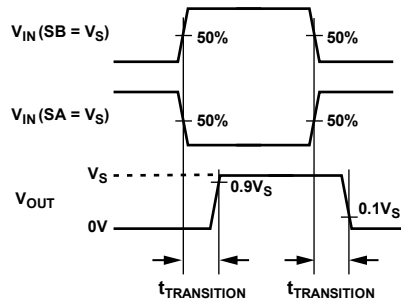 VIN (SB = VS)
50%
50%
VIN (SA = VS)
50%
50%
VS
0.9VS
VOUT
0.1VS
0V
tTRANSITION
tTRANSITION